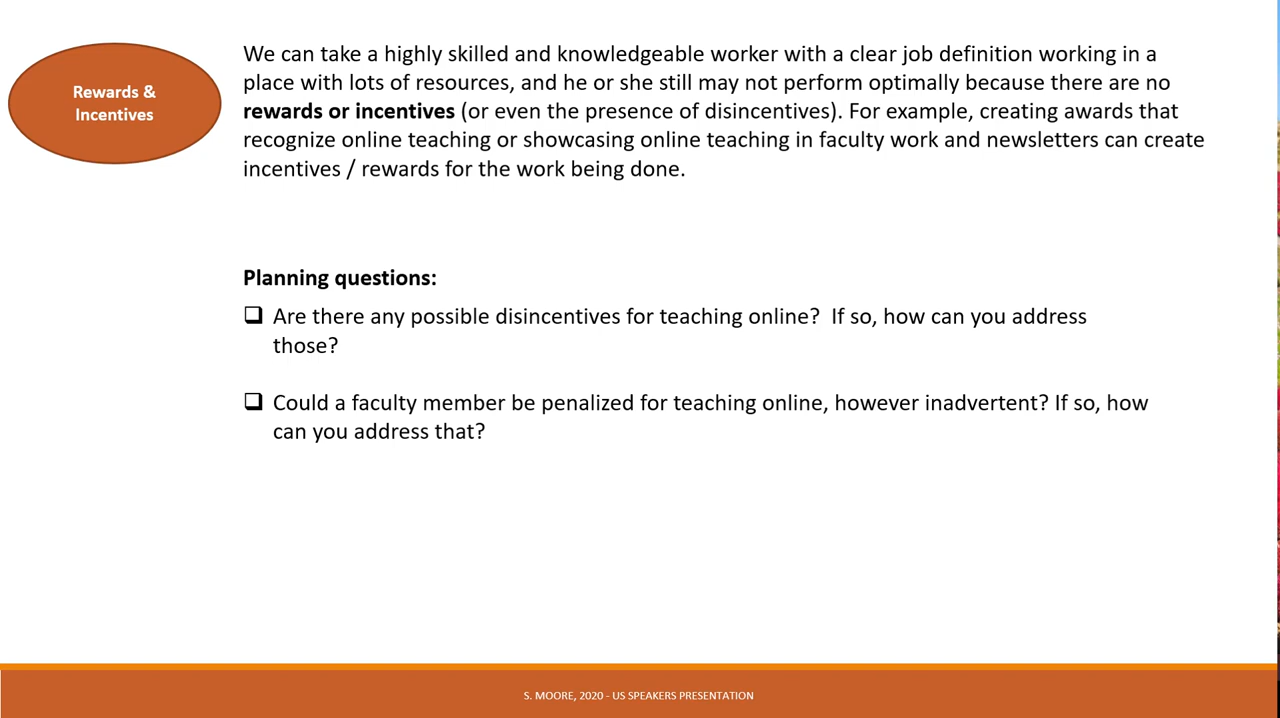 Rewards &
Incentives
We can take a highly skilled and knowledgeable worker with a clear job definition working in a
place with lots of resources, and he or she still may not perform optimally because there are no
rewards or incentives (or even the presence of disincentives). For example, creating awards that
recognize online teaching or showcasing online teaching in faculty work and newsletters can create
incentives / rewards for the work being done.
Planning questions:
❑ Are there any possible disincentives for teaching online?  If so, how can you address
those?
❑ Could a faculty member be penalized for teaching online, however inadvertent? If so, how
can you address that?
S. MOORE, 2020 - US SPEAKERS PRESENTATION